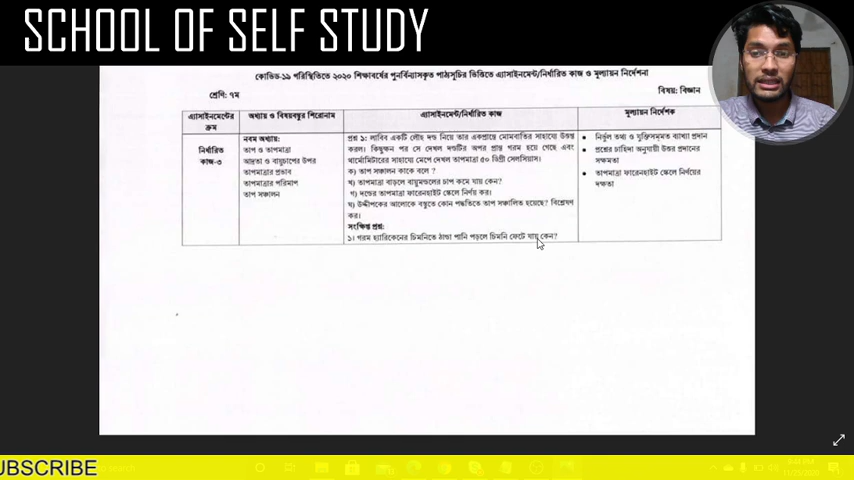 SCHOOL OF SELF STUDY
কোভিড-১৯ পরিস্থিতিতে ২০২০ শিক্ষাবর্ষের পুনর্বিন্যাসকৃত পাঠ্যসূচির ভিত্তিতে এ্যাসাইনমেন্ট/নির্ধারিত কাজ ও মূল্যায়ন নির্দেশনা
শ্রেণি: ৭ম
বিষয়: বিজ্ঞান
এ্যাসাইনমেন্টের ক্রম
অধ্যায় ও বিষয়বস্তুর শিরোনাম
এ্যাসাইনমেন্ট/নির্ধারিত কাজ
মূল্যায়ন নির্দেশক
নির্ধারিত
কাজ-৩
নবম অধ্যায়:
তাপ ও তাপমাত্রা
আদ্রতা ও বায়ুচাপের উপর
তাপমাত্রার প্রভাব
তাপমাত্রার পরিমাপ
তাপ সঞ্চালন
প্রশ্ন ১: লাবিব একটি লৌহ দন্ড নিয়ে তার একপ্রান্তে মোমবাতির সাহায্যে উত্তপ্ত
করল। কিছুক্ষন পর সে দেখল দন্ডটির অপর প্রান্ত গরম হয়ে গেছে এবং
থার্মোমিটারের সাহায্যে মেপে দেখল তাপমাত্রা ৫০ ডিগ্রী সেলসিয়াস।
ক) তাপ সঞ্চালন কাকে বলে ?
খ) তাপমাত্রা বাড়লে বায়ুমন্ডলের চাপ কমে যায় কেন?
গ) দন্ডের তাপমাত্রা ফারেনহাইট স্কেলে নির্ণয় কর।
ঘ) উদ্দীপকের আলোকে বস্তুতে কোন পদ্ধতিতে তাপ সঞ্চালিত হয়েছে? বিশ্লেষণ
কর।
সংক্ষিপ্ত প্রশ্ন:
১। গরম হ্যারিকেনের চিমনিতে ঠান্ডা পানি পড়লে চিমনি ফেটে যায় কেন?
নির্ভুল তথ্য ও যুক্তিসম্মত ব্যাখ্যা প্রদান
প্রশ্নের চাহিদা অনুযায়ী উত্তর প্রদানের
সক্ষমতা
তাপমাত্রা ফারেনহাইট স্কেলে নির্ণয়ের
দক্ষতা
UBSCRIBE
search